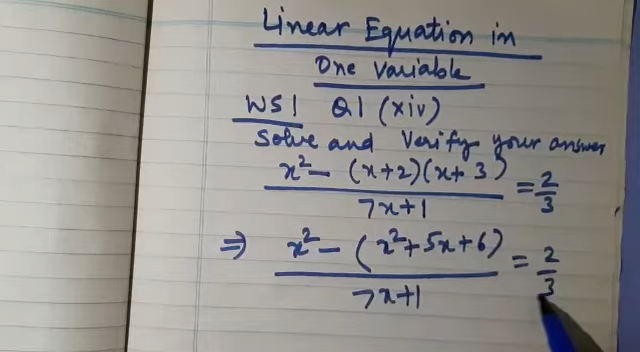 Linear Equation in
One Variable
WS1 Q1 (xiv)
Solve and Verify your answer
x² - (x+2)(x+3) / 7x+1 = 2/3
⇒ x² - (x²+5x+6) / 7x+1 = 2/3